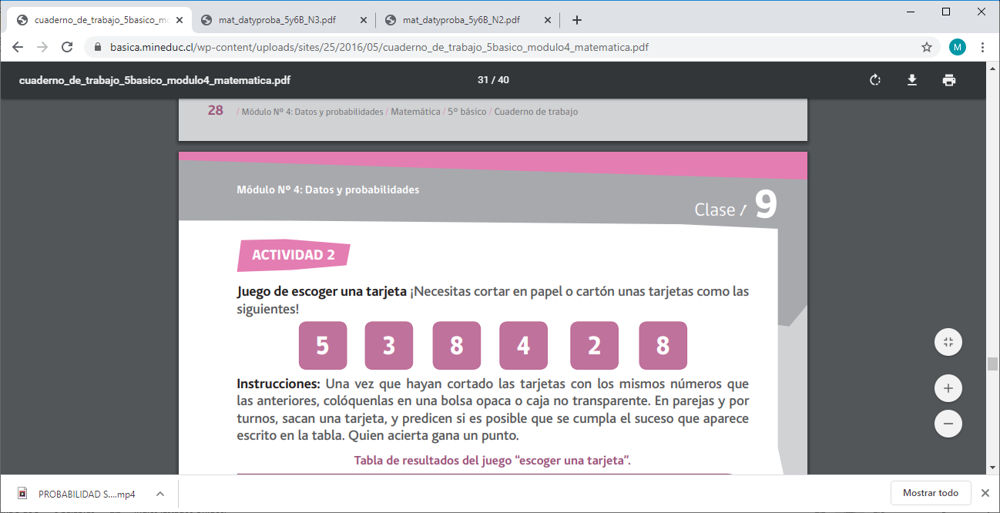 cuaderno_de_trabajo_5basico_mo
mat_datyproba_5y6B_N3.pdf
mat_datyproba_5y6B_N2.pdf
basica.mineduc.cl/wp-content/uploads/sites/25/2016/05/cuaderno_de_trabajo_5basico_modulo4_matematica.pdf
M
cuaderno_de_trabajo_5basico_modulo4_matematica.pdf
31 / 40
28 / Módulo Nº 4: Datos y probabilidades / Matemática / 5º básico / Cuaderno de trabajo
Módulo Nº 4: Datos y probabilidades
Clase / 9
ACTIVIDAD 2
Juego de escoger una tarjeta ¡Necesitas cortar en papel o cartón unas tarjetas como las
siguientes!
5 3 8 4 2 8
Instrucciones: Una vez que hayan cortado las tarjetas con los mismos números que
las anteriores, colóquenlas en una bolsa opaca o caja no transparente. En parejas y por
turnos, sacan una tarjeta, y predicen si es posible que se cumpla el suceso que aparece
escrito en la tabla. Quien acierta gana un punto.
Tabla de resultados del juego “escoger una tarjeta”.
PROBABILIDAD S....mp4
Mostrar todo